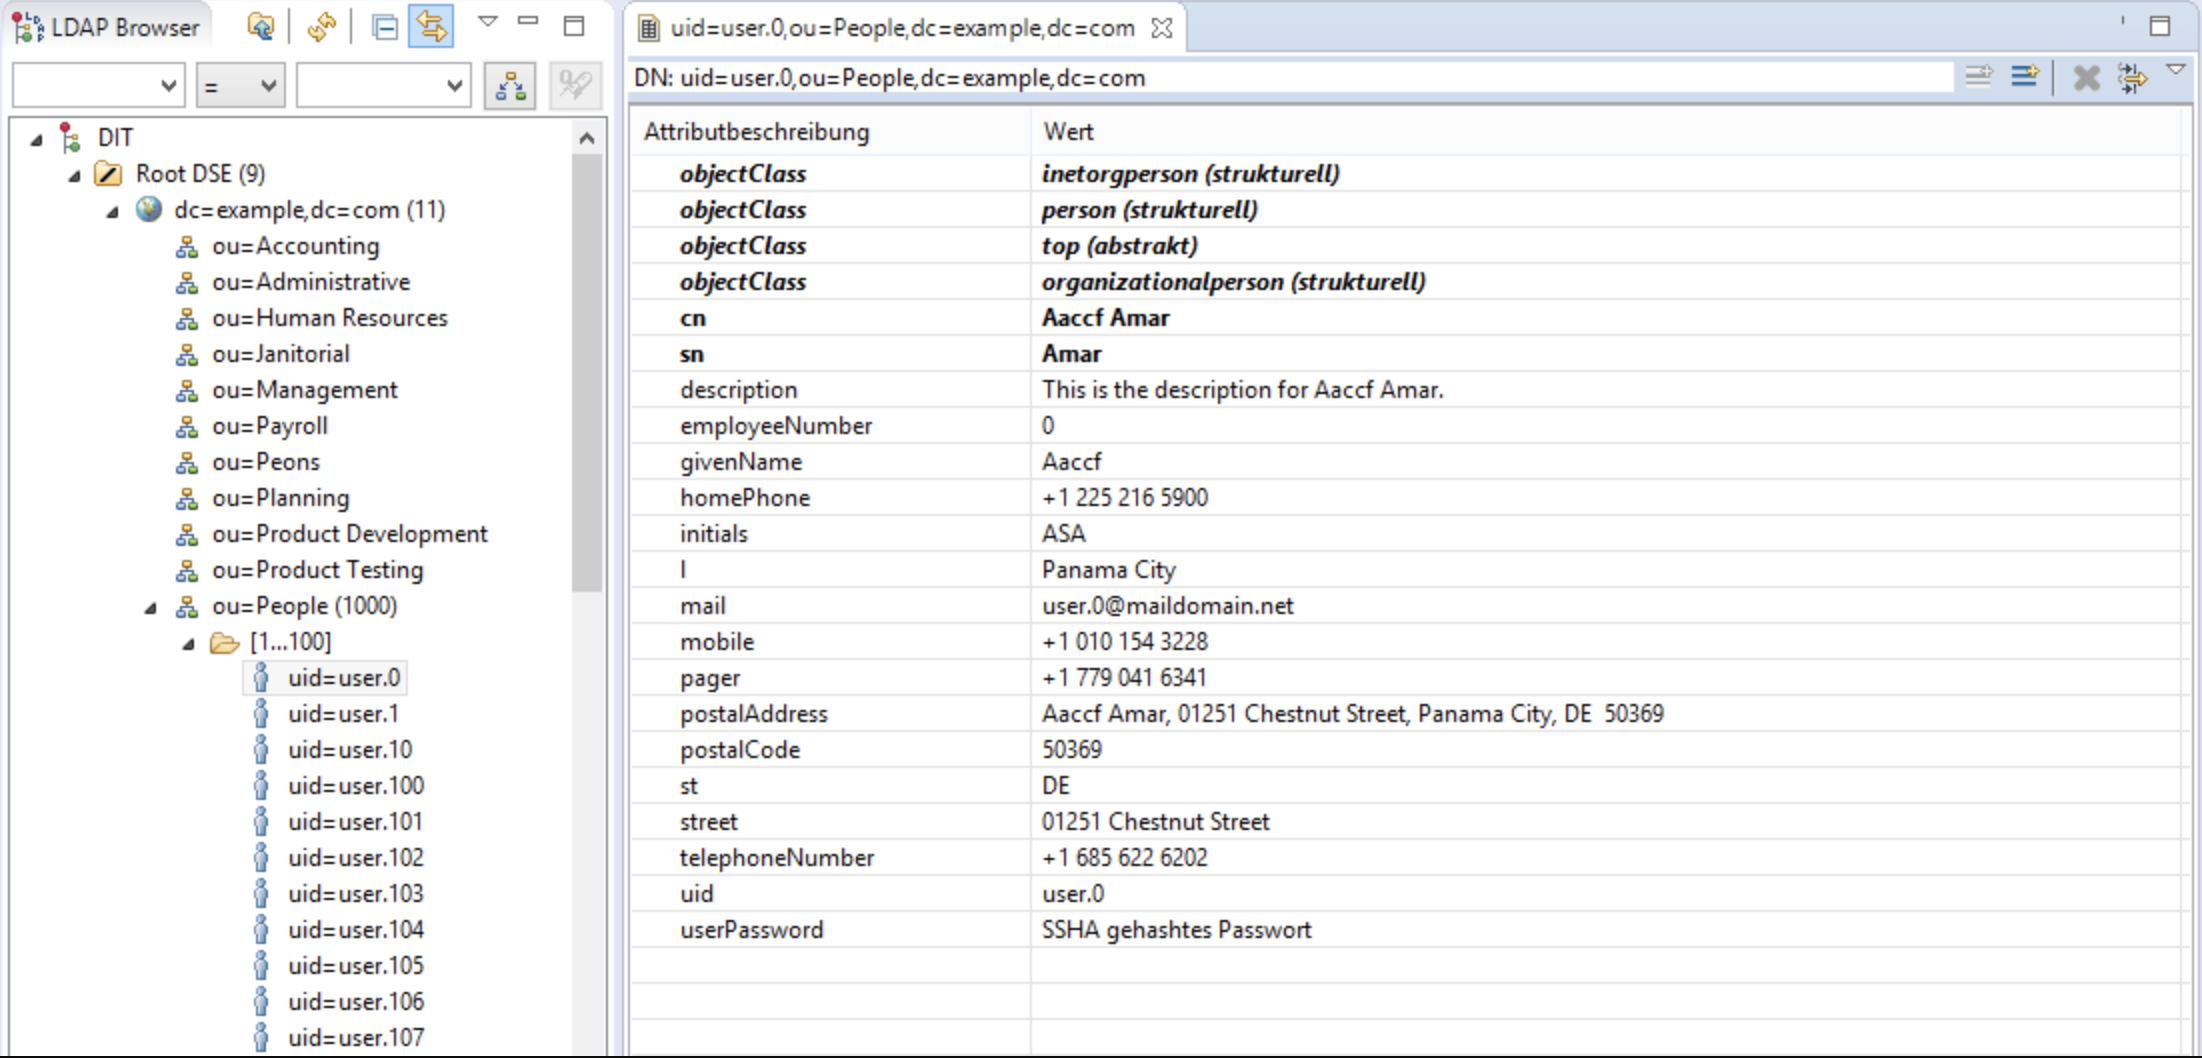 LDAP Browser
=
DIT
Root DSE (9)
dc=example,dc=com (11)
ou=Accounting
ou=Administrative
ou=Human Resources
ou=Janitorial
ou=Management
ou=Payroll
ou=Peons
ou=Planning
ou=Product Development
ou=Product Testing
ou=People (1000)
[1...100]
uid=user.0
uid=user.1
uid=user.10
uid=user.100
uid=user.101
uid=user.102
uid=user.103
uid=user.104
uid=user.105
uid=user.106
uid=user.107
uid=user.0,ou=People,dc=example,dc=com
DN: uid=user.0,ou=People,dc=example,dc=com
Attributbeschreibung Wert
objectClass inetorgperson (strukturell)
objectClass person (strukturell)
objectClass top (abstrakt)
objectClass organizationalperson (strukturell)
cn Aaccf Amar
sn Amar
description This is the description for Aaccf Amar.
employeeNumber 0
givenName Aaccf
homePhone +1 225 216 5900
initials ASA
l Panama City
mail user.0@maildomain.net
mobile +1 010 154 3228
pager +1 779 041 6341
postalAddress Aaccf Amar, 01251 Chestnut Street, Panama City, DE  50369
postalCode 50369
st DE
street 01251 Chestnut Street
telephoneNumber +1 685 622 6202
uid user.0
userPassword SSHA gehashtes Passwort